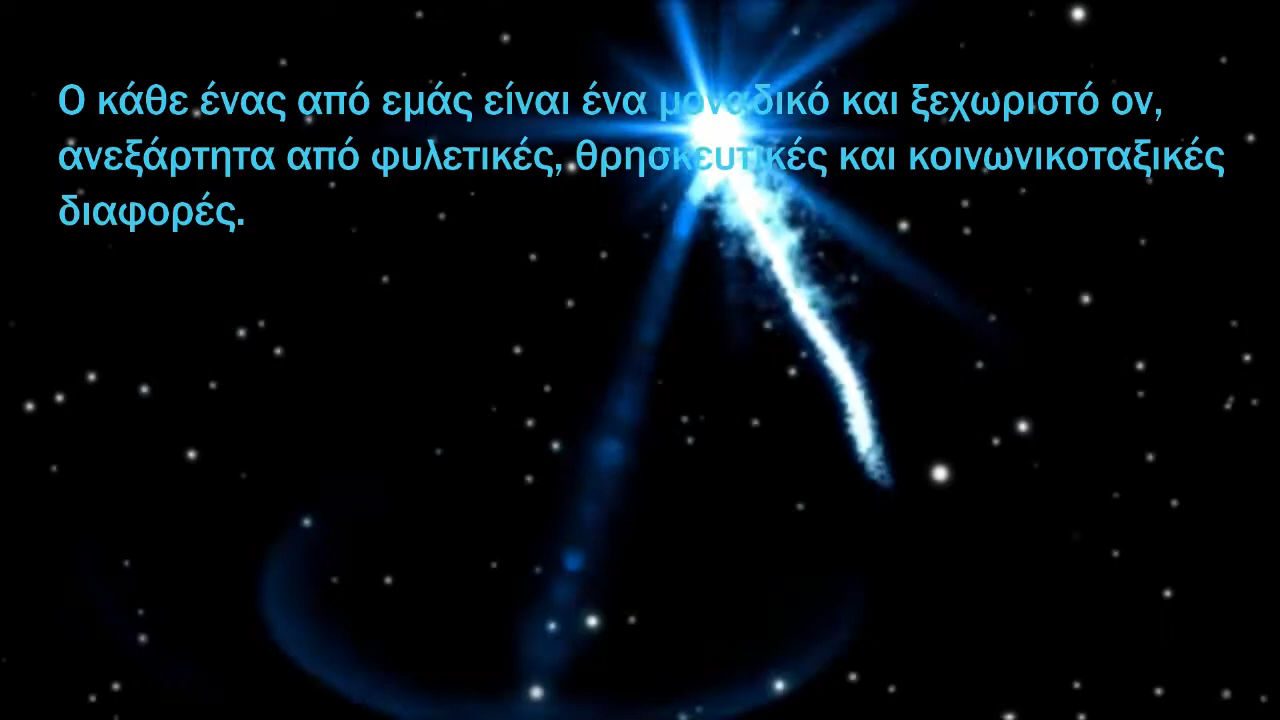 Ο κάθε ένας από εμάς είναι ένα μοναδικό και ξεχωριστό ον,
ανεξάρτητα από φυλετικές, θρησκευτικές και κοινωνικοταξικές
διαφορές.